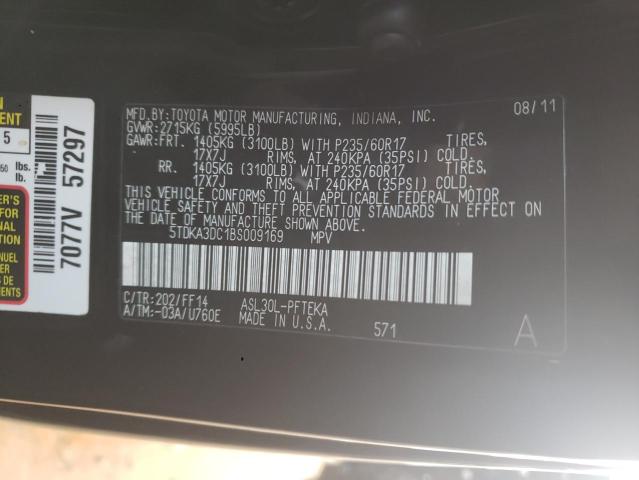 MFD.BY:TOYOTA MOTOR MANUFACTURING, INDIANA, INC. 08/11
GVWR:2715KG (5995LB)
GAWR:FRT. 1405KG (3100LB) WITH P235/60R17 TIRES,
17X7J RIMS, AT 240KPA (35PSI) COLD.
RR. 1405KG (3100LB) WITH P235/60R17 TIRES,
17X7J RIMS, AT 240KPA (35PSI) COLD.
THIS VEHICLE CONFORMS TO ALL APPLICABLE FEDERAL MOTOR
VEHICLE SAFETY AND THEFT PREVENTION STANDARDS IN EFFECT ON
THE DATE OF MANUFACTURE SHOWN ABOVE.
5TDKA3DC1BS009169 MPV
C/TR:202/FF14 ASL30L-PFTEKA
A/TM:-03A/U760E MADE IN U.S.A. 571 A
7077V 57297
5
lbs.
lb.